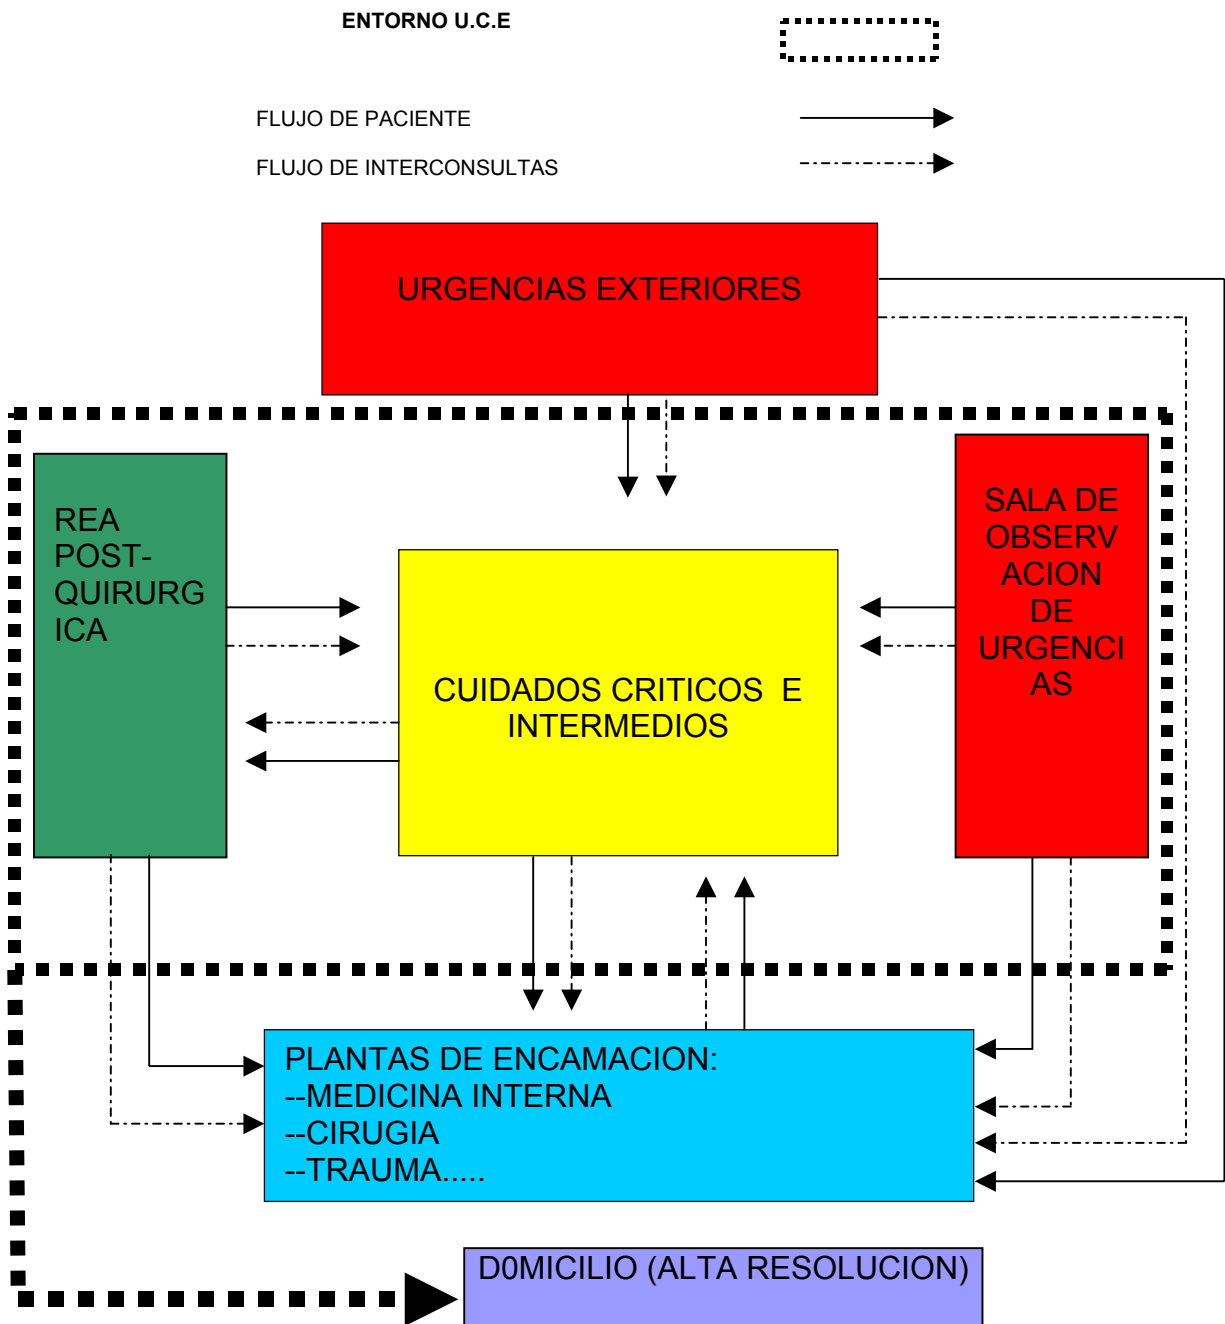 ENTORNO U.C.E
FLUJO DE PACIENTE
FLUJO DE INTERCONSULTAS
URGENCIAS EXTERIORES
REA
POST-
QUIRURG
ICA
CUIDADOS CRITICOS E
INTERMEDIOS
SALA DE
OBSERV
ACION
DE
URGENCI
AS
PLANTAS DE ENCAMACION:
--MEDICINA INTERNA
--CIRUGIA
--TRAUMA.....
D0MICILIO (ALTA RESOLUCION)